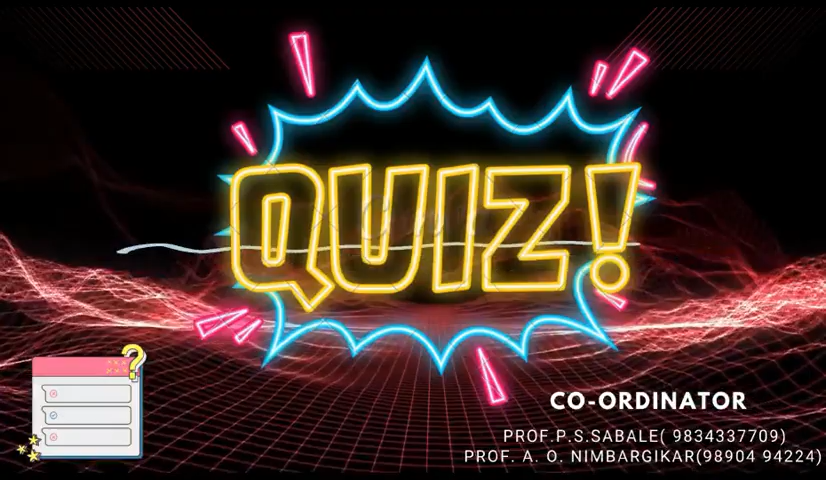 QUIZ!
CO-ORDINATOR
PROF.P.S.SABALE( 9834337709)
PROF. A. O. NIMBARGIKAR(98904 94224)